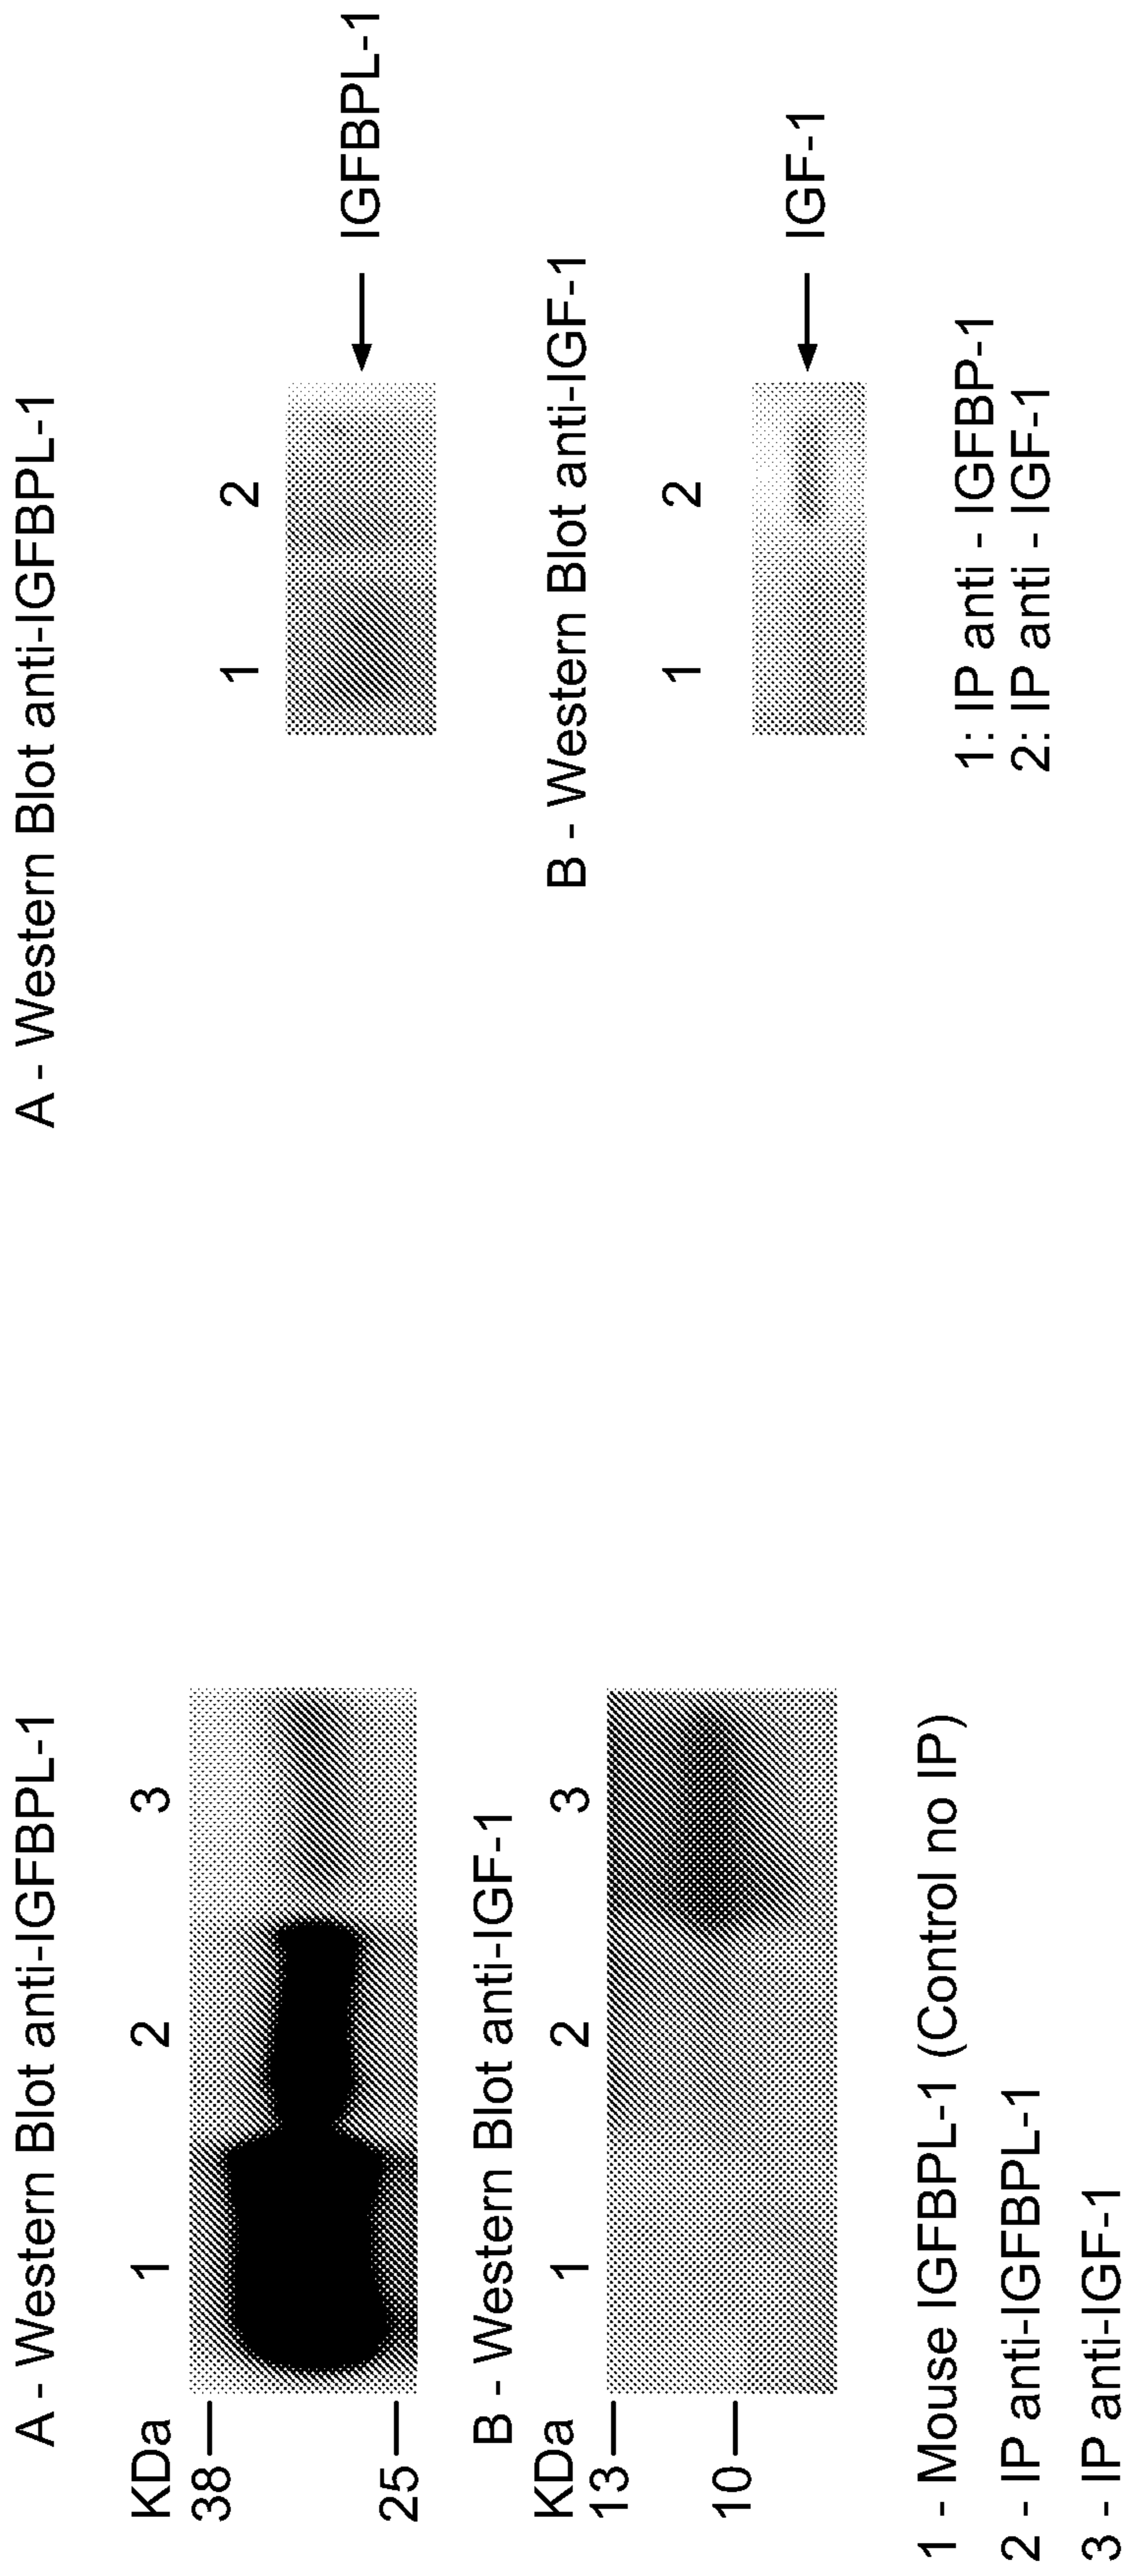 A - Western Blot anti-IGFBPL-1
KDa
1 2 3
38
25
B - Western Blot anti-IGF-1
KDa
1 2 3
13
10
1 - Mouse IGFBPL-1 (Control no IP)
2 - IP anti-IGFBPL-1
3 - IP anti-IGF-1
A - Western Blot anti-IGFBPL-1
1 2
IGFBPL-1
B - Western Blot anti-IGF-1
1 2
IGF-1
1: IP anti - IGFBP-1
2: IP anti - IGF-1